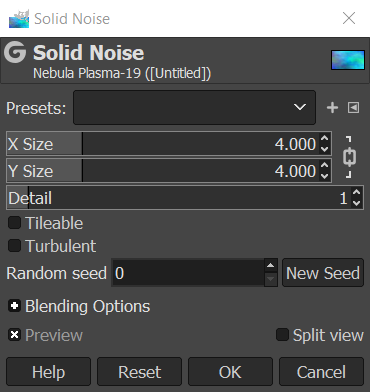 Solid Noise
Solid Noise
Nebula Plasma-19 ([Untitled])
Presets:
X Size 4.000
Y Size 4.000
Detail 1
Tileable
Turbulent
Random seed 0 New Seed
Blending Options
Preview Split view
Help Reset OK Cancel